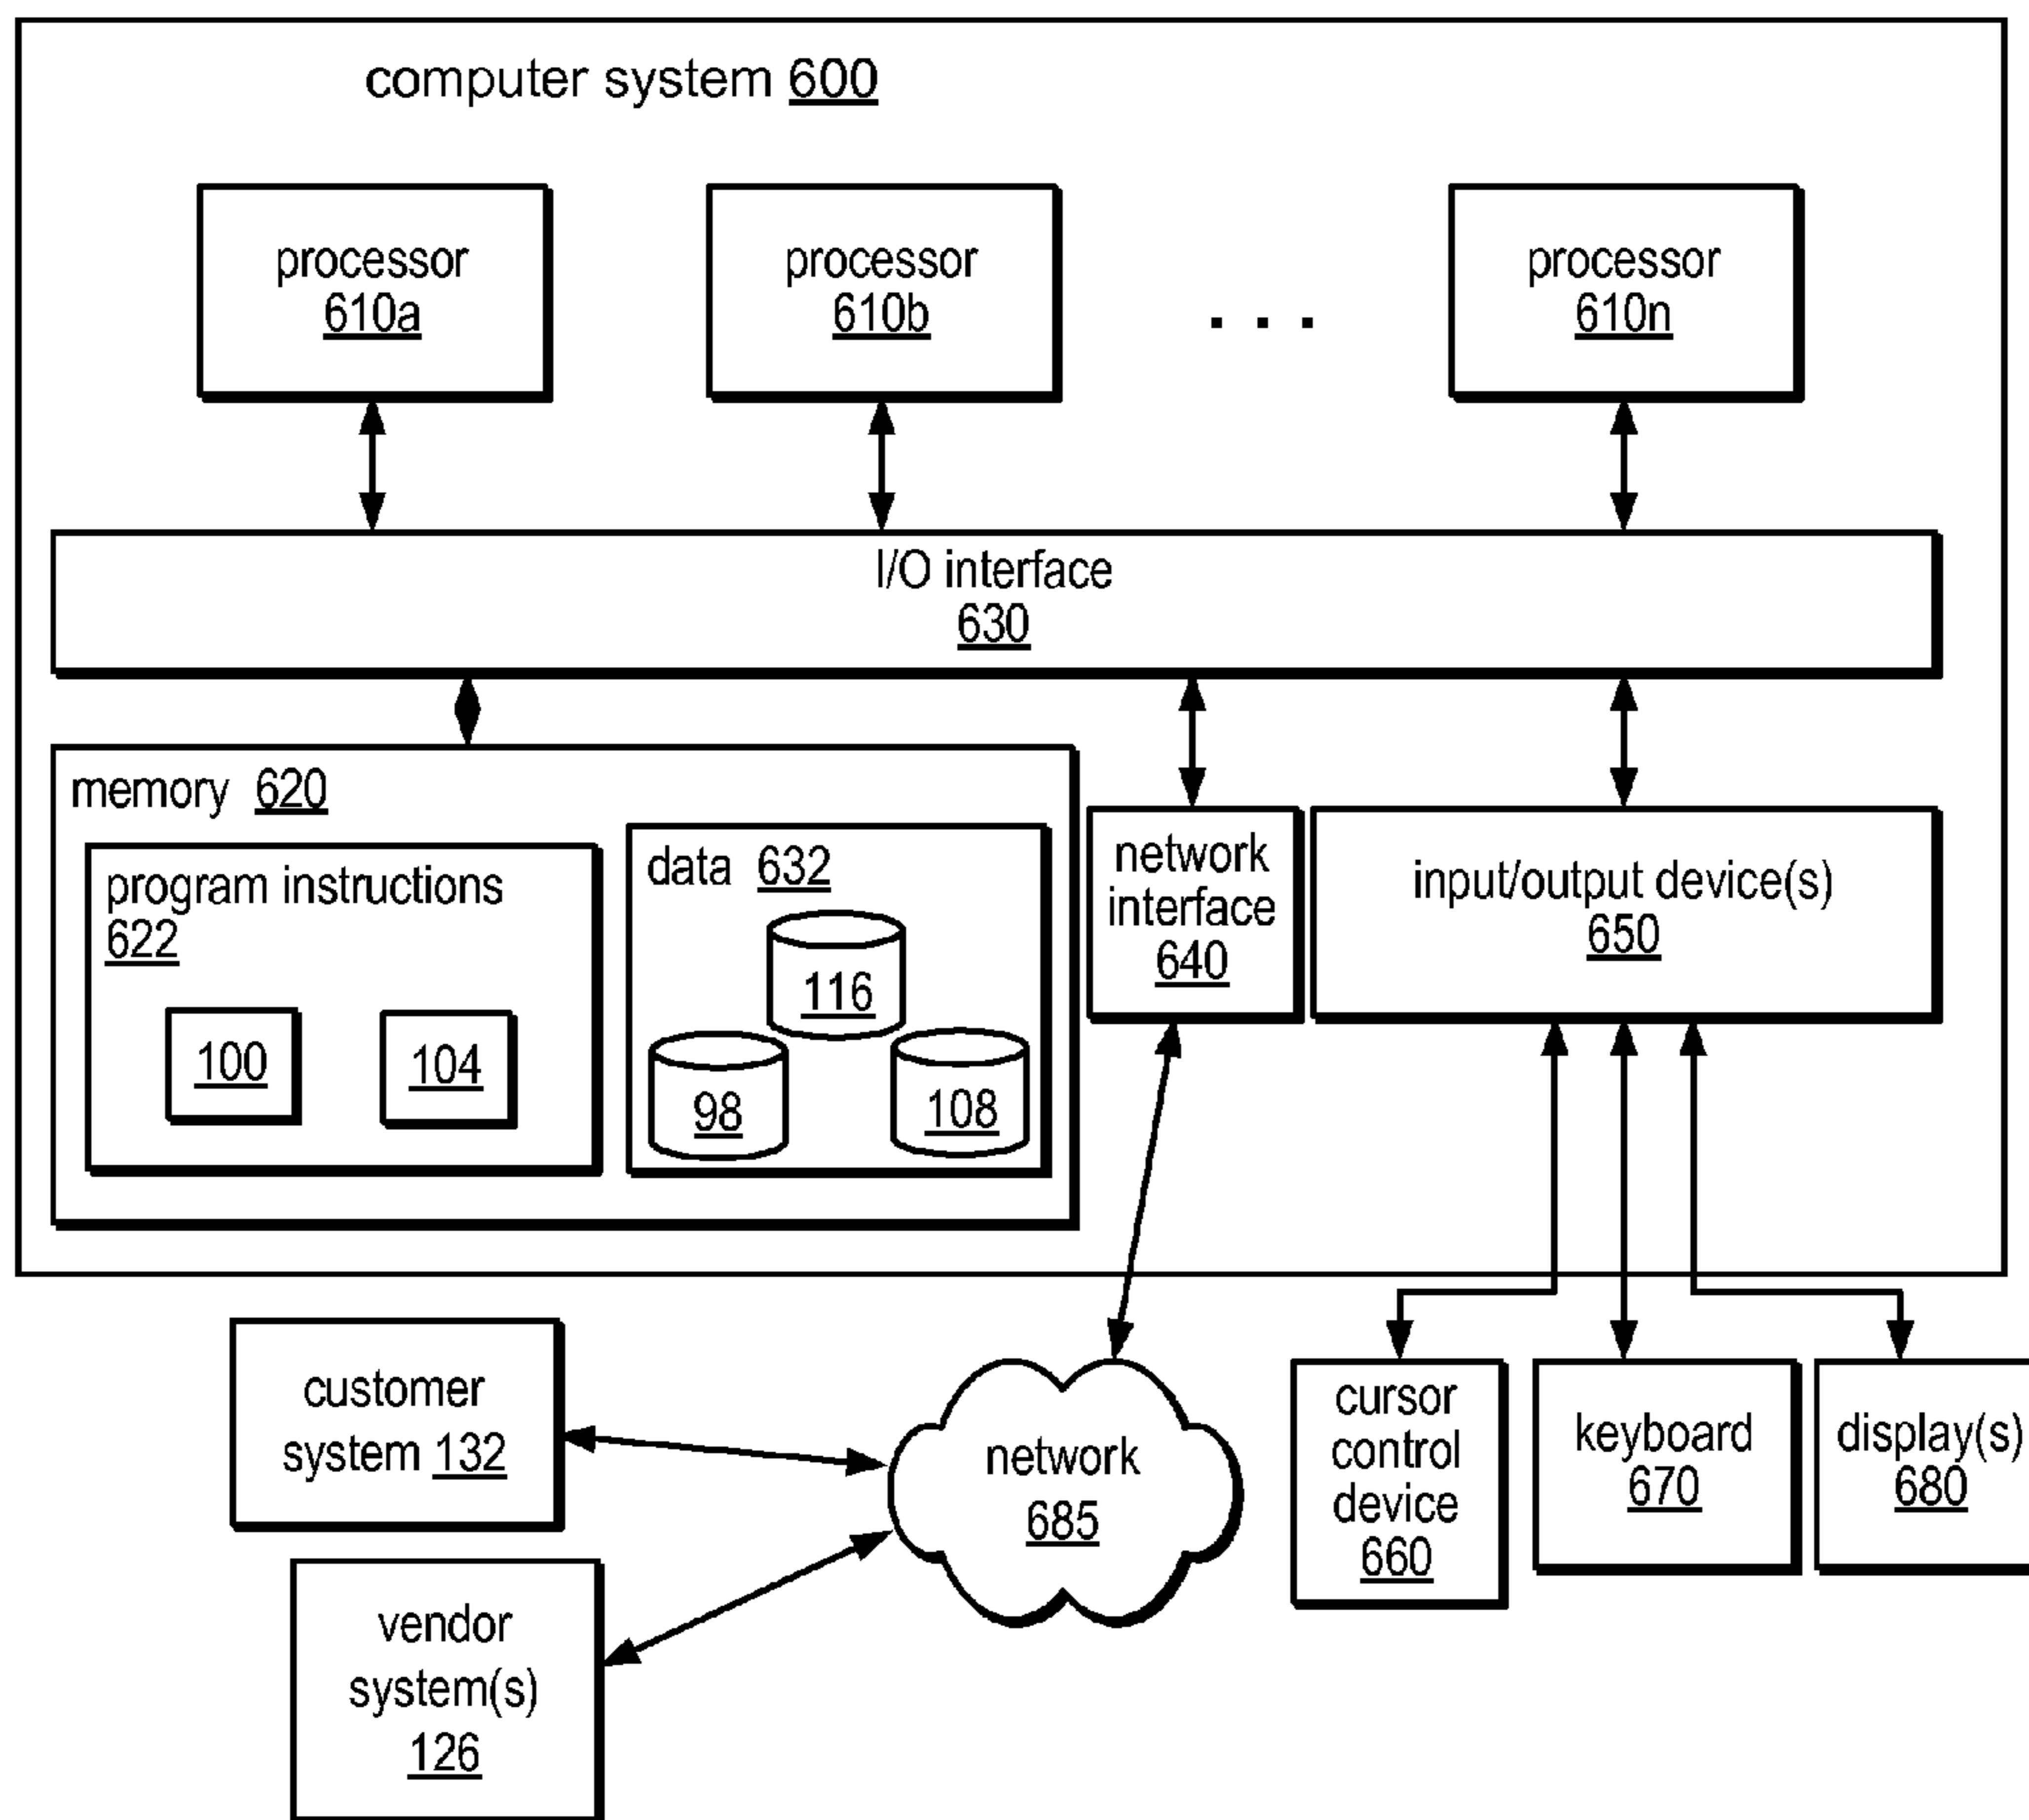 computer system 600
processor
610a
processor
610b
. . .
processor
610n
I/O interface
630
memory 620
program instructions
622
100
104
data 632
116
98
108
network
interface
640
input/output device(s)
650
customer
system 132
vendor
system(s)
126
network
685
cursor
control
device
660
keyboard
670
display(s)
680